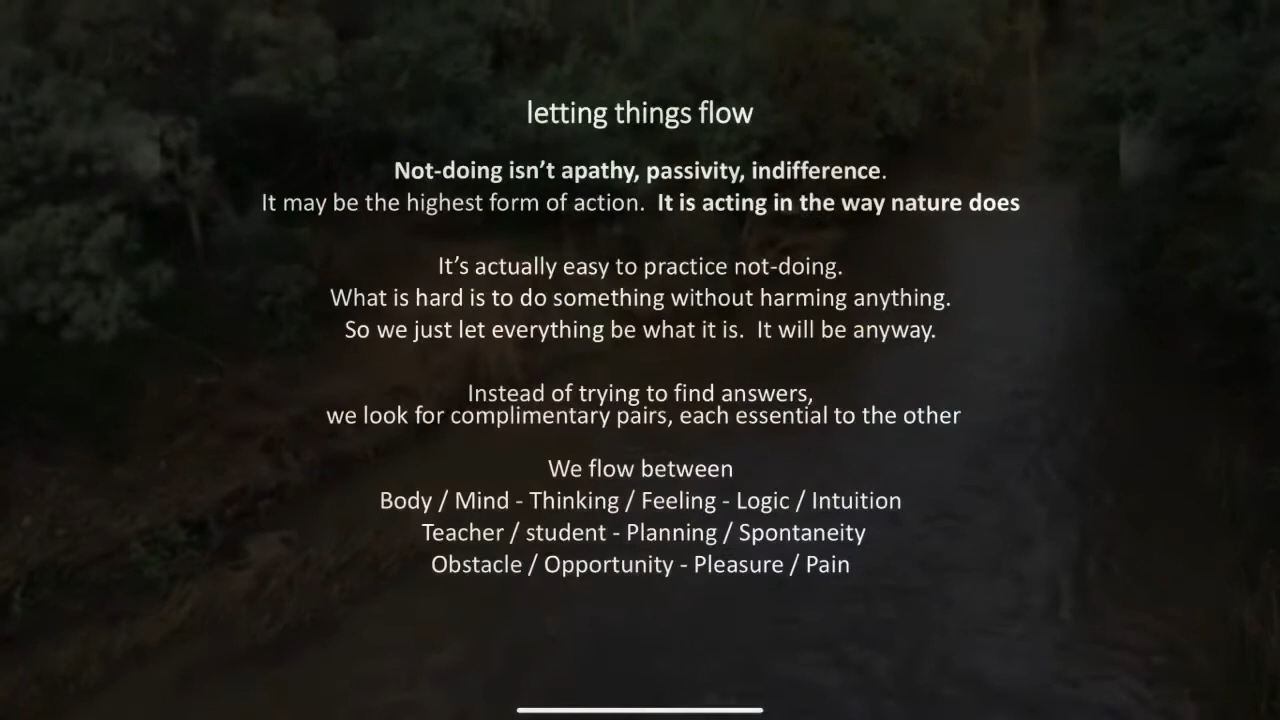 letting things flow
Not-doing isn’t apathy, passivity, indifference.
It may be the highest form of action.  It is acting in the way nature does
It’s actually easy to practice not-doing.
What is hard is to do something without harming anything.
So we just let everything be what it is.  It will be anyway.
Instead of trying to find answers,
we look for complimentary pairs, each essential to the other
We flow between
Body / Mind - Thinking / Feeling - Logic / Intuition
Teacher / student - Planning / Spontaneity
Obstacle / Opportunity - Pleasure / Pain